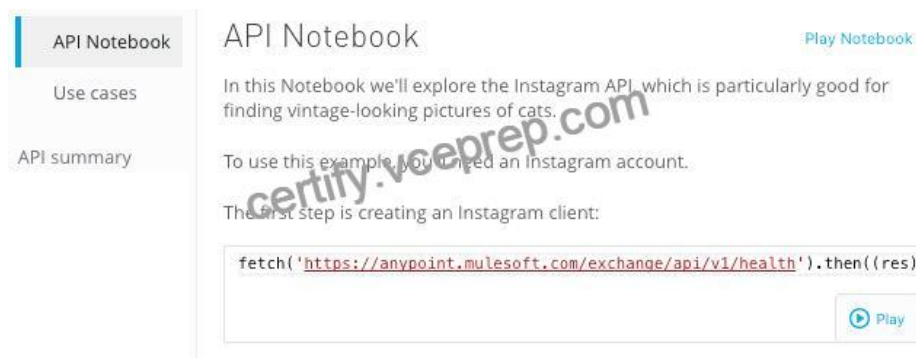 API Notebook
Use cases
API summary
API Notebook
Play Notebook
In this Notebook we'll explore the Instagram API, which is particularly good for
finding vintage-looking pictures of cats.
To use this example, you'll need an Instagram account.
The first step is creating an Instagram client:
fetch('https://anypoint.mulesoft.com/exchange/api/v1/health').then((res)
Play
certify.vceprep.com